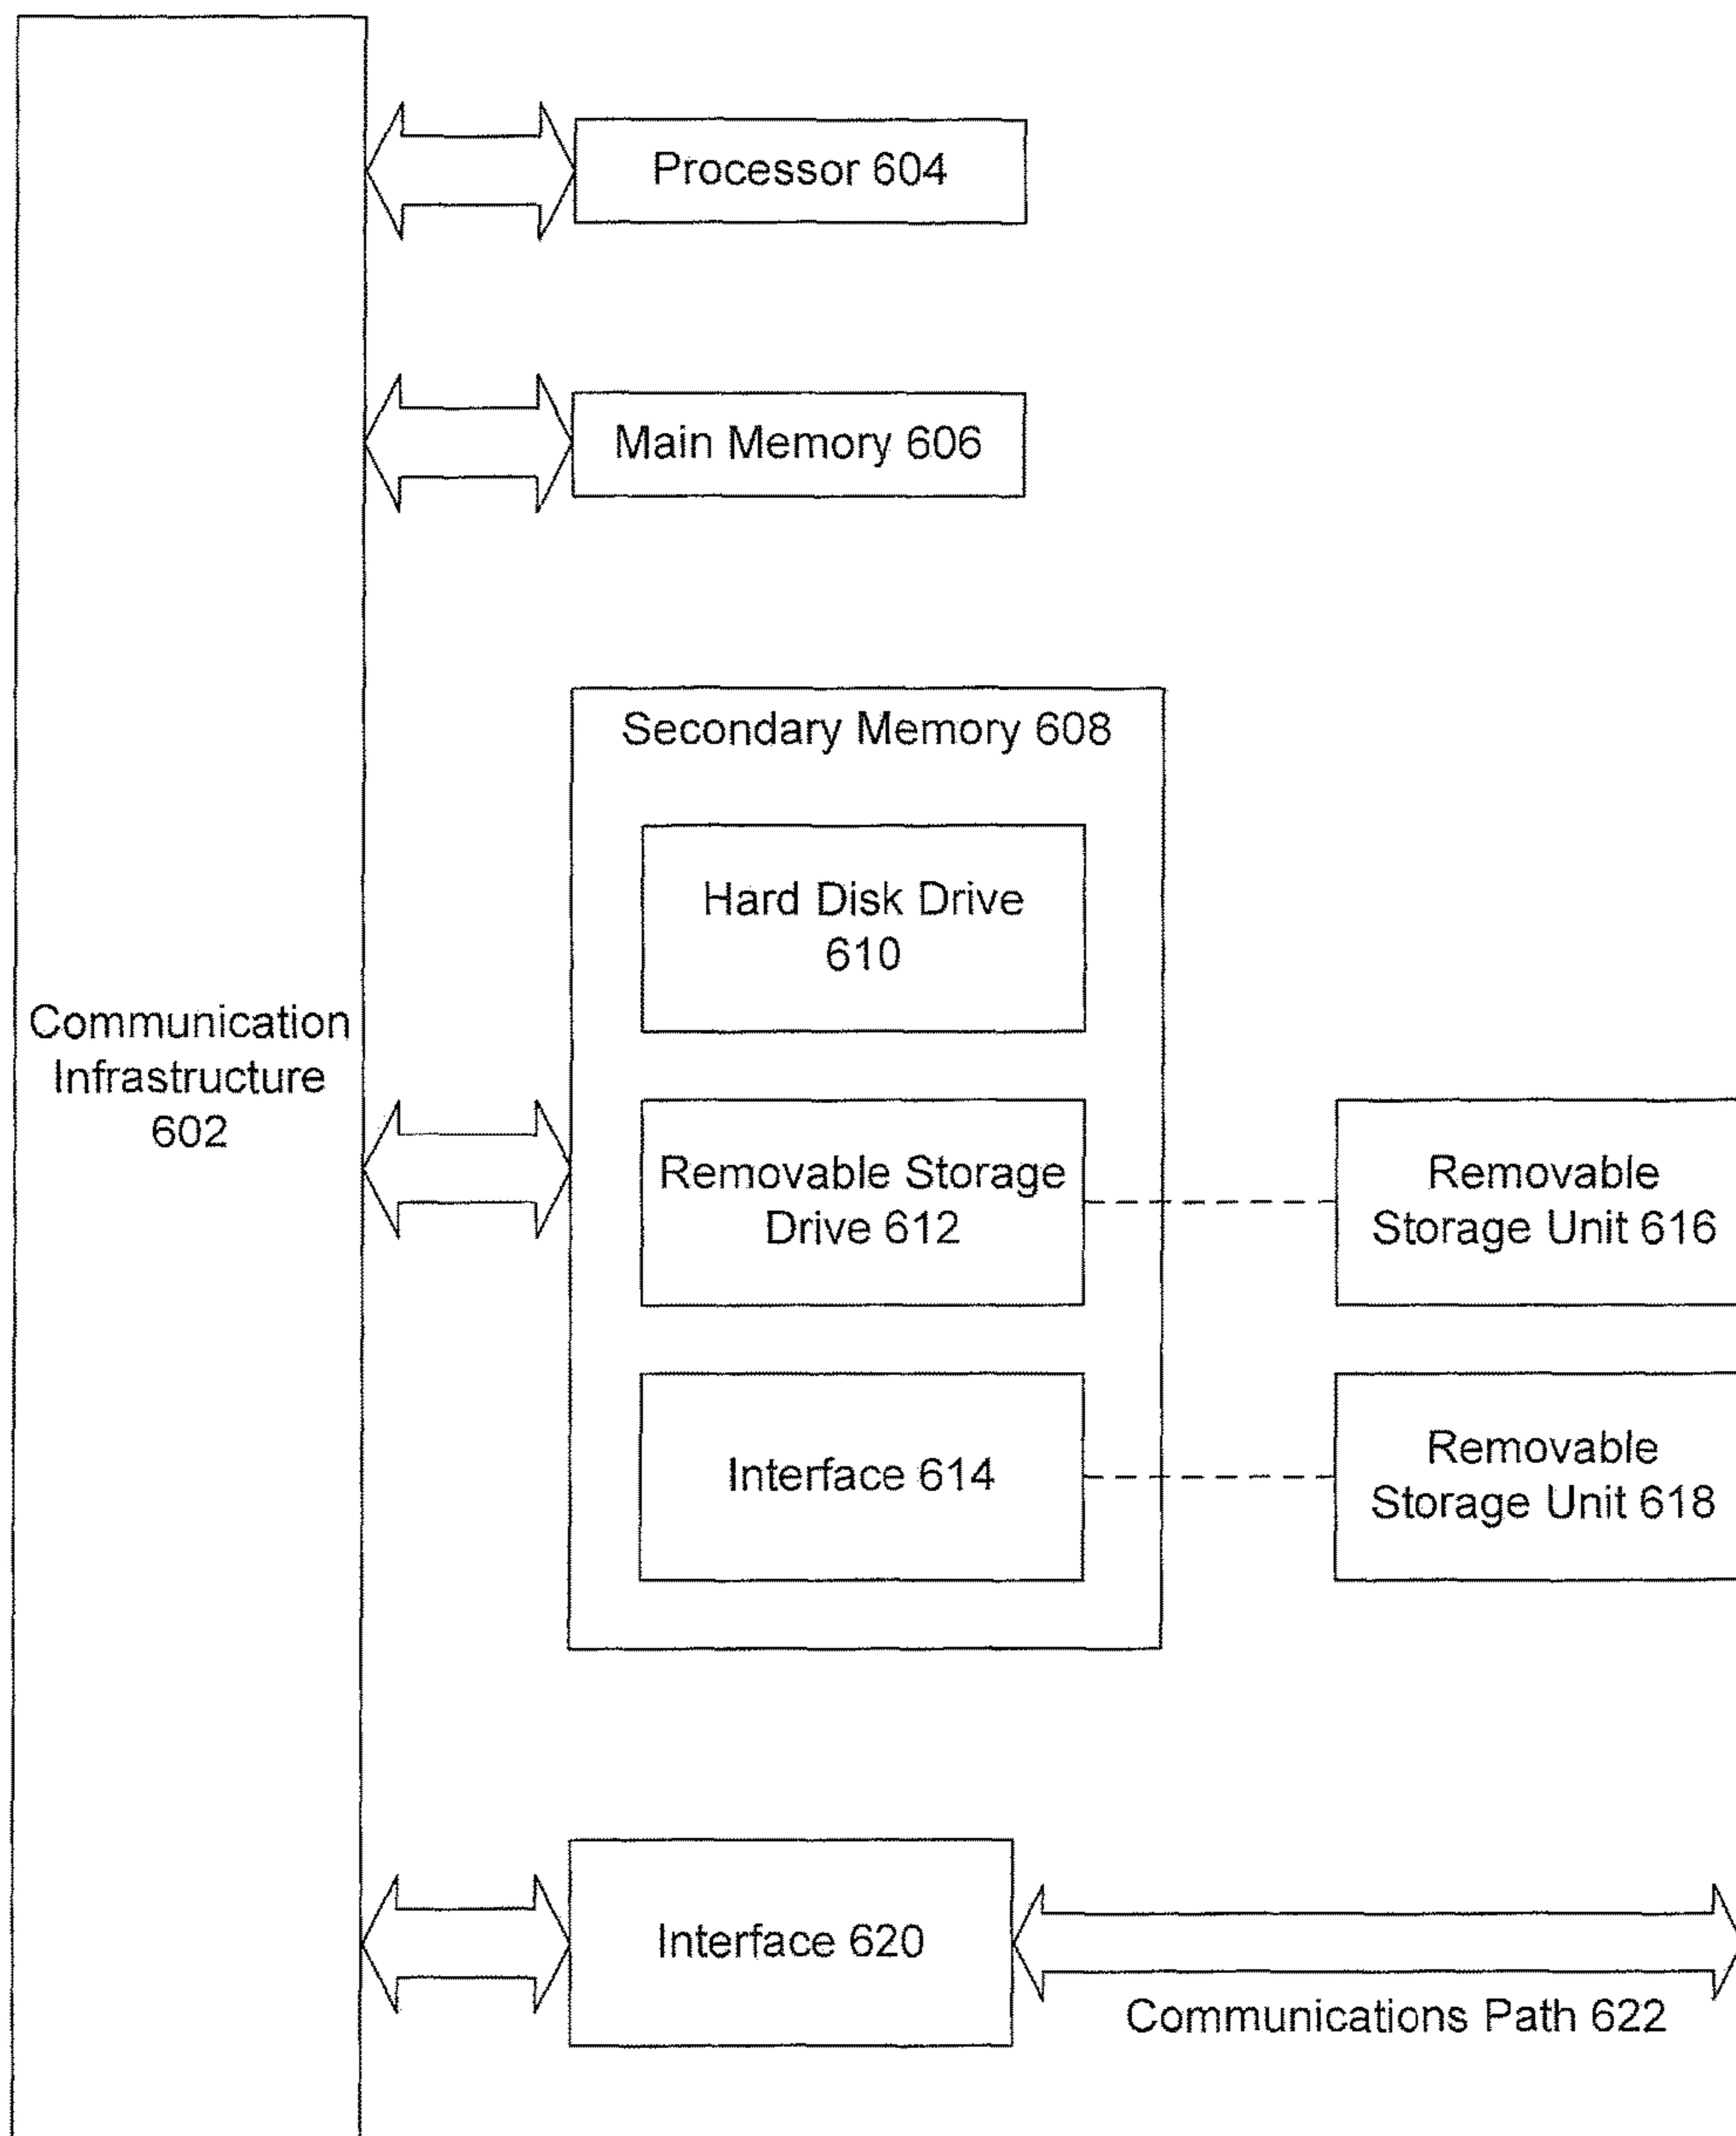 Processor 604
Main Memory 606
Secondary Memory 608
Hard Disk Drive
610
Communication
Infrastructure
602
Removable Storage
Drive 612
Removable
Storage Unit 616
Interface 614
Removable
Storage Unit 618
Interface 620
Communications Path 622